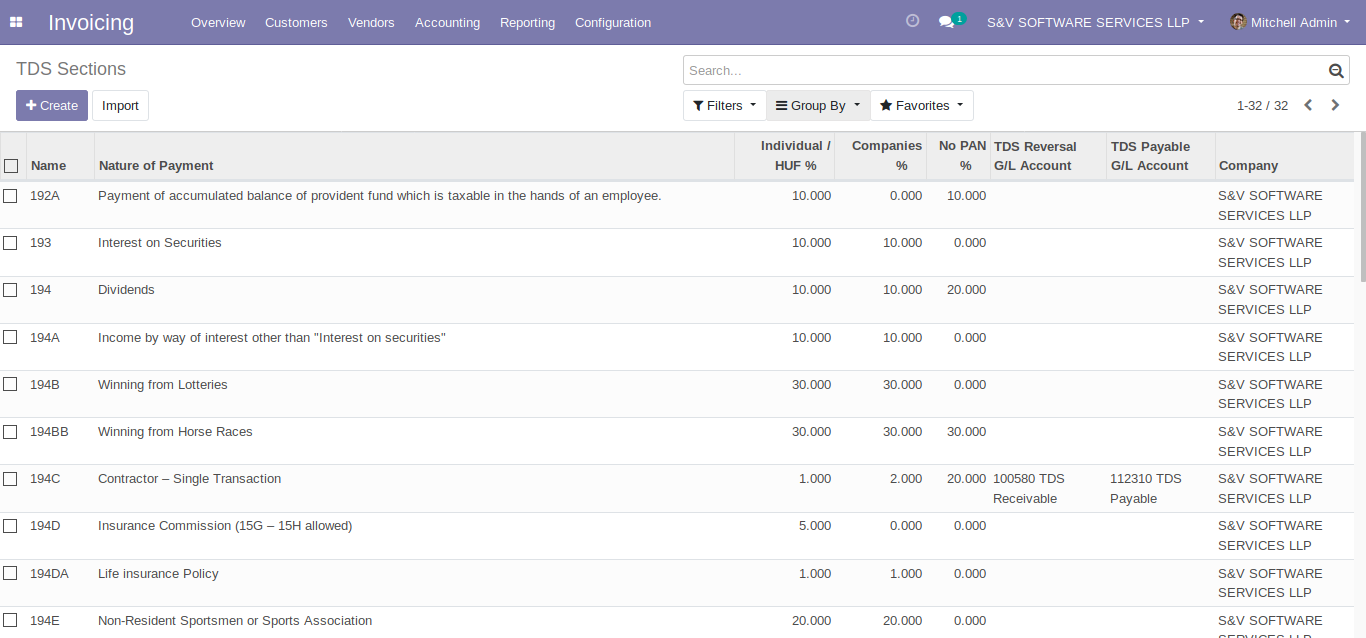 Invoicing Overview Customers Vendors Accounting Reporting Configuration 1 S&V SOFTWARE SERVICES LLP Mitchell Admin
TDS Sections Search...
Create Import Filters Group By Favorites 1-32 / 32
Individual / Companies No PAN TDS Reversal TDS Payable
Name Nature of Payment HUF % % % G/L Account G/L Account Company
192A Payment of accumulated balance of provident fund which is taxable in the hands of an employee. 10.000 0.000 10.000 S&V SOFTWARE
SERVICES LLP
193 Interest on Securities 10.000 10.000 0.000 S&V SOFTWARE
SERVICES LLP
194 Dividends 10.000 10.000 20.000 S&V SOFTWARE
SERVICES LLP
194A Income by way of interest other than "Interest on securities" 10.000 10.000 0.000 S&V SOFTWARE
SERVICES LLP
194B Winning from Lotteries 30.000 30.000 0.000 S&V SOFTWARE
SERVICES LLP
194BB Winning from Horse Races 30.000 30.000 30.000 S&V SOFTWARE
SERVICES LLP
194C Contractor – Single Transaction 1.000 2.000 20.000 100580 TDS 112310 TDS S&V SOFTWARE
Receivable Payable SERVICES LLP
194D Insurance Commission (15G – 15H allowed) 5.000 0.000 0.000 S&V SOFTWARE
SERVICES LLP
194DA Life insurance Policy 1.000 1.000 0.000 S&V SOFTWARE
SERVICES LLP
194E Non-Resident Sportsmen or Sports Association 20.000 20.000 0.000 S&V SOFTWARE
SERVICES LLP